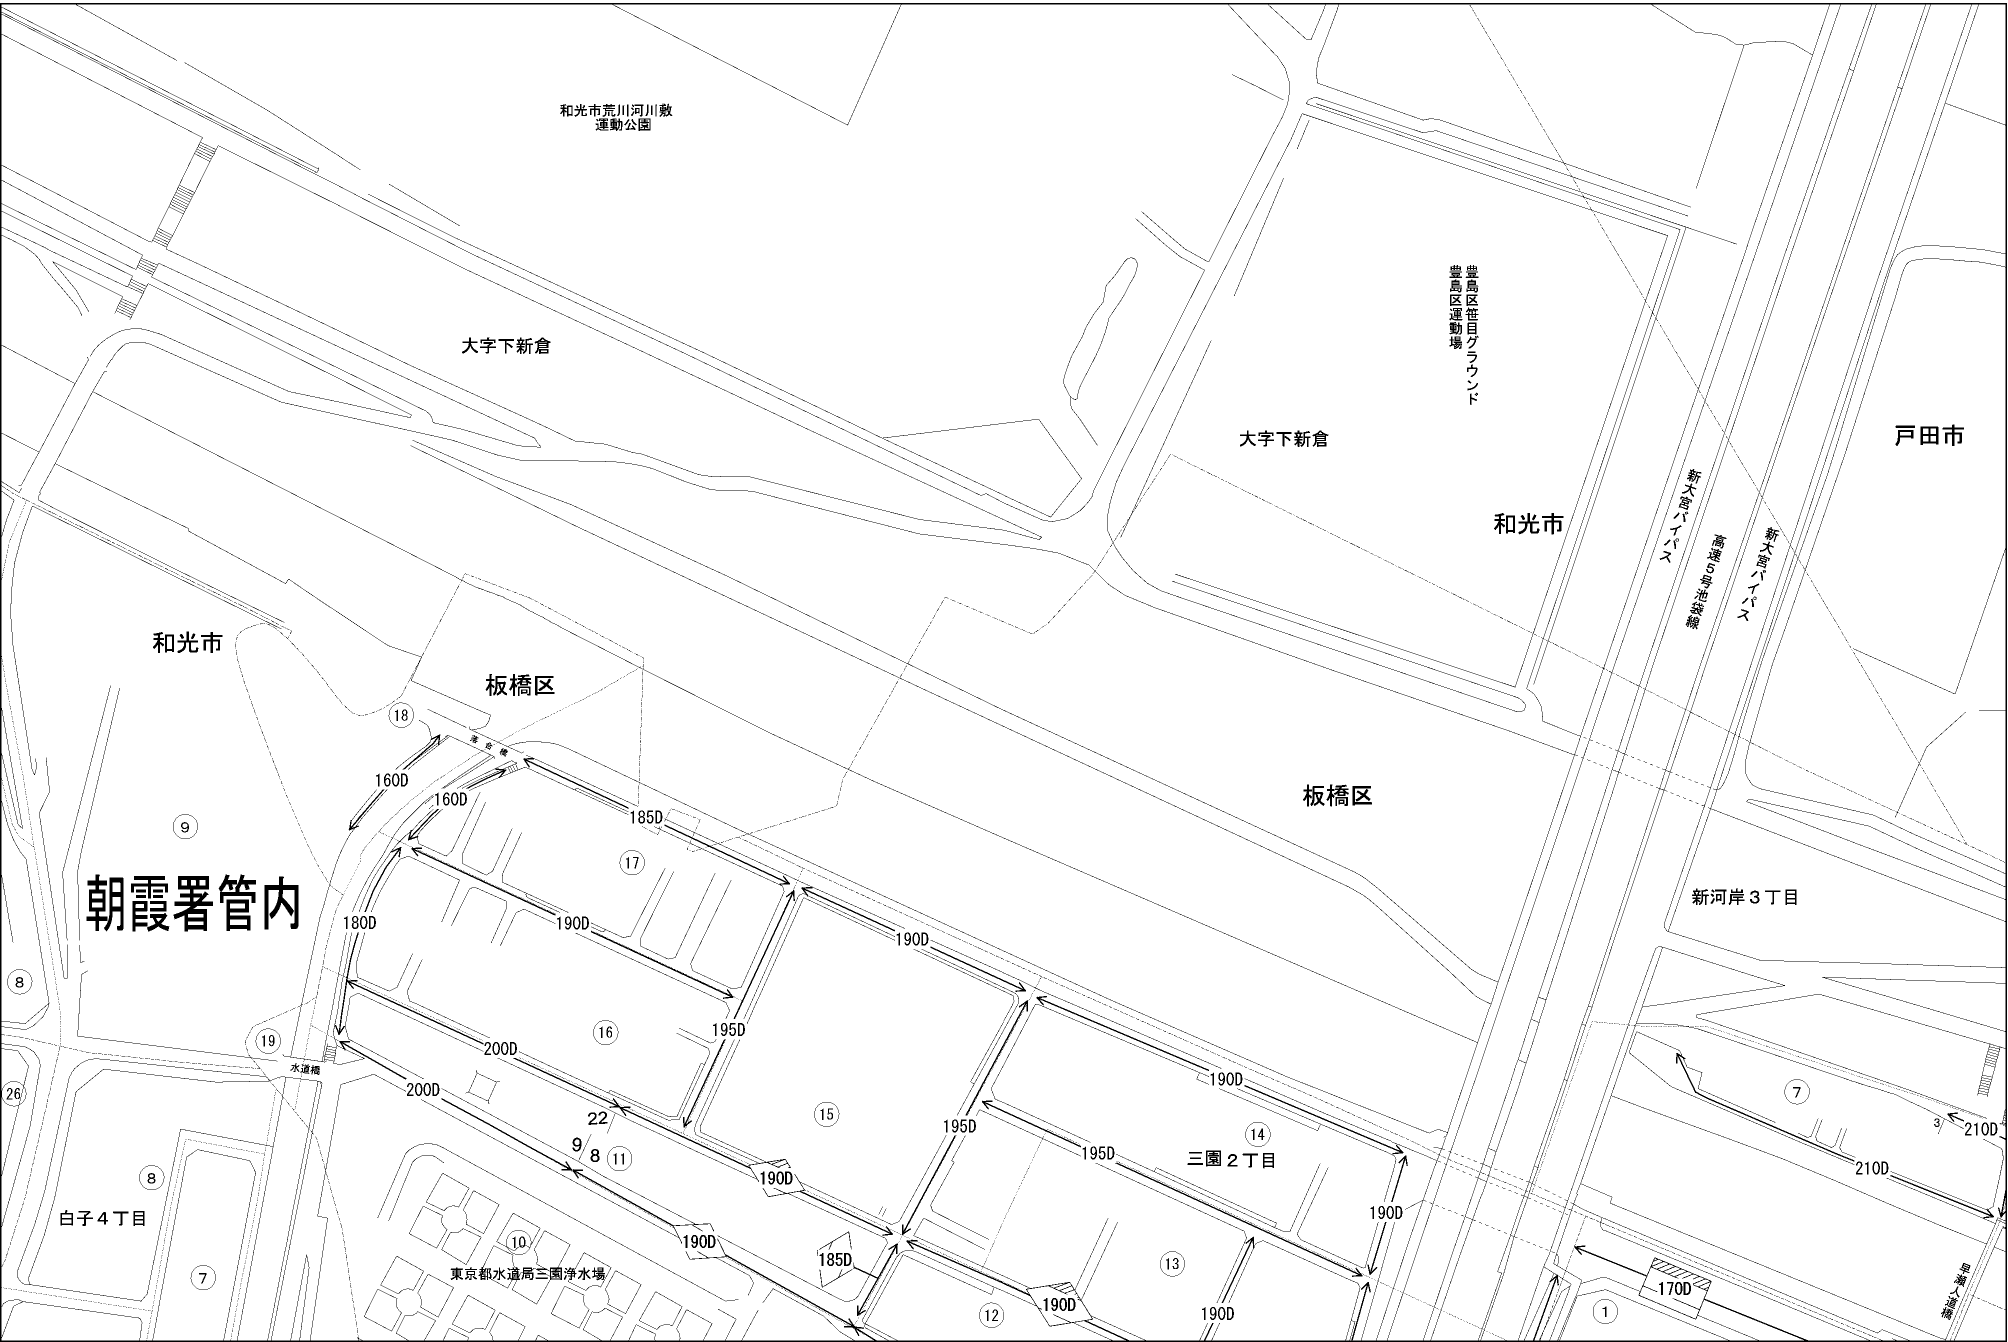 和光市荒川河川敷
運動公園
豊島区笹目グラウンド
豊島区運動場
大字下新倉
大字下新倉
戸田市
和光市
新大宮バイパス
高速5号池袋線
新大宮バイパス
和光市
板橋区
18
落合橋
160D
160D
185D
板橋区
9
17
朝霞署管内
180D
190D
190D
新河岸3丁目
8
19
16
195D
200D
水道橋
26
200D
190D
7
22
15
195D
3
210D
9
8
11
14
195D
三園2丁目
210D
8
190D
190D
白子4丁目
10
190D
185D
13
7
東京都水道局三園浄水場
早瀬人道橋
170D
190D
12
190D
1